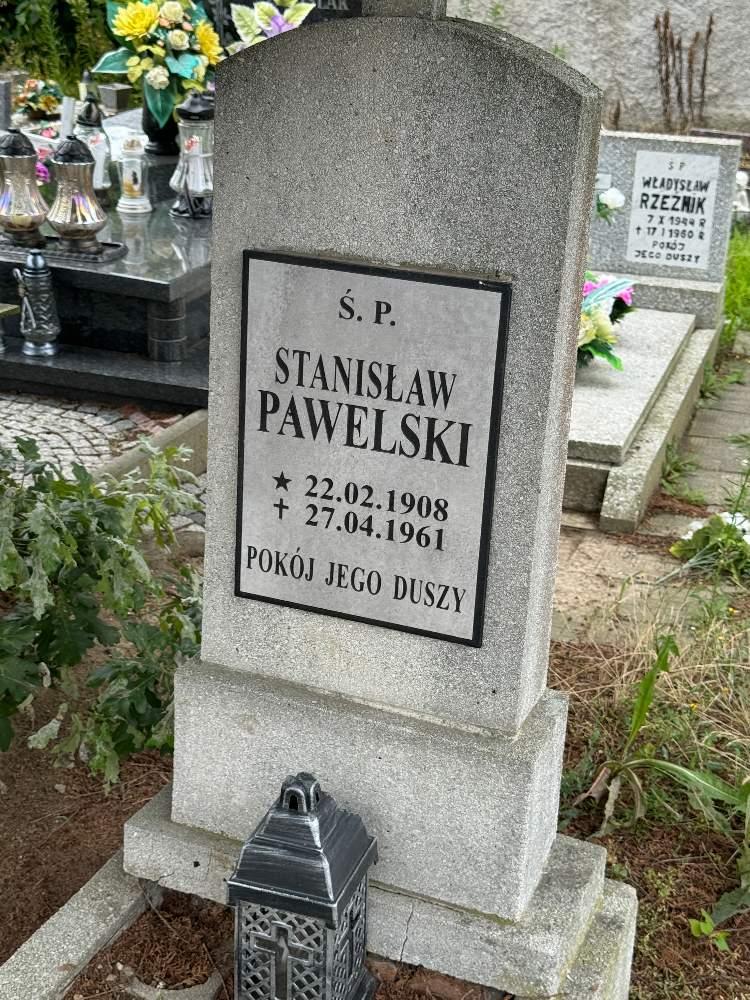 Ś. P.
STANISŁAW
PAWELSKI
★ 22.02.1908
✝ 27.04.1961
POKÓJ JEGO DUSZY
Ś P
WŁADYSŁAW
RZEZNIK
7 X 1944 R
✝ 17 I 1960 R
POKÓJ
JEGO DUSZY